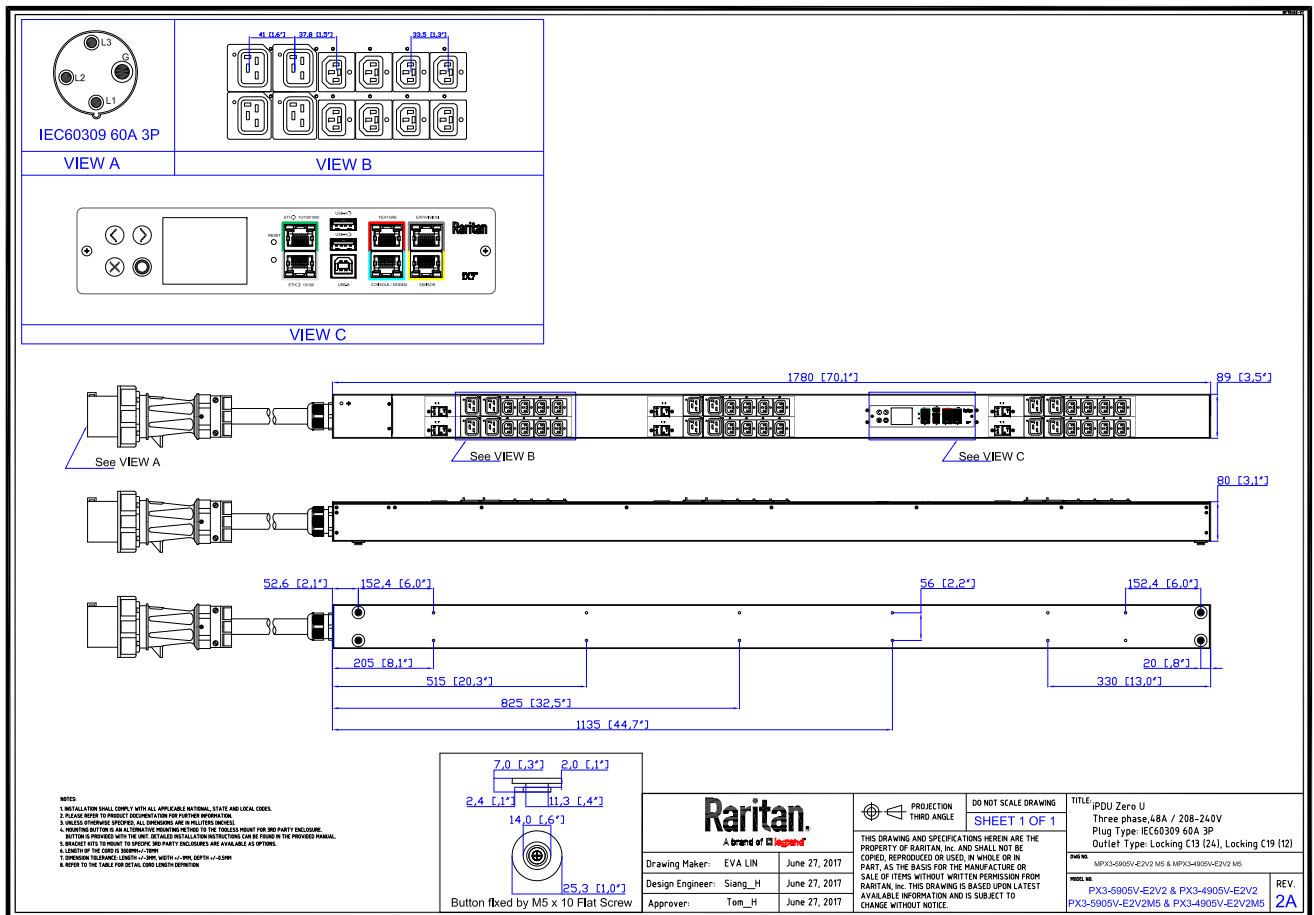 L3
G
L2
L1
IEC60309 60A 3P
VIEW A
41 [1,6"]
37,8 [1,5"]
33,5 [1,3"]
VIEW B
RESET
ETH 10/100/1000
ETH 10/100
USB-A
USB-A
USB-B
FEATURE
EXPANSION
CONSOLE / MODEM
SENSOR
Raritan
PX3
VIEW C
1780 [70,1"]
89 [3,5"]
See VIEW A
See VIEW B
See VIEW C
80 [3,1"]
52,6 [2,1"]
152,4 [6,0"]
56 [2,2"]
152,4 [6,0"]
205 [8,1"]
20 [,8"]
515 [20,3"]
330 [13,0"]
825 [32,5"]
1135 [44,7"]
7,0 [,3"]
2,0 [,1"]
2,4 [,1"]
11,3 [,4"]
14,0 [,6"]
25,3 [1,0"]
Button fixed by M5 x 10 Flat Screw
NOTES:
1. INSTALLATION SHALL COMPLY WITH ALL APPLICABLE NATIONAL, STATE AND LOCAL CODES.
2. PLEASE REFER TO PRODUCT DOCUMENTATION FOR FURTHER INFORMATION.
3. UNLESS OTHERWISE SPECIFIED, ALL DIMENSIONS ARE IN MILLITERS [INCHES].
4. MOUNTING BUTTON IS AN ALTERNATIVE MOUNTING METHOD TO THE TOOLLESS MOUNT FOR 3RD PARTY ENCLOSURE.
BUTTON IS PROVIDED WITH THE UNIT. DETAILED INSTALLATION INSTRUCTIONS CAN BE FOUND IN THE PROVIDED MANUAL.
5. BRACKET KITS TO MOUNT TO SPECIFIC 3RD PARTY ENCLOSURES ARE AVAILABLE AS OPTIONS.
6. LENGTH OF THE CORD IS 3000MM+/-70MM
7. DIMENSION TOLERANCE: LENGTH +/-3MM, WIDTH +/-1MM, DEPTH +/-0.5MM
8. REFER TO THE TABLE FOR DETAIL CORD LENGTH DEFINITION
Raritan.
A brand of legrand
Drawing Maker: EVA LIN June 27, 2017
Design Engineer: Siang_H June 27, 2017
Approver: Tom_H June 27, 2017
PROJECTION
THIRD ANGLE
DO NOT SCALE DRAWING
SHEET 1 OF 1
THIS DRAWING AND SPECIFICATIONS HEREIN ARE THE
PROPERTY OF RARITAN, Inc. AND SHALL NOT BE
COPIED, REPRODUCED OR USED, IN WHOLE OR IN
PART, AS THE BASIS FOR THE MANUFACTURE OR
SALE OF ITEMS WITHOUT WRITTEN PERMISSION FROM
RARITAN, Inc. THIS DRAWING IS BASED UPON LATEST
AVAILABLE INFORMATION AND IS SUBJECT TO
CHANGE WITHOUT NOTICE.
TITLE:
iPDU Zero U
Three phase,48A / 208-240V
Plug Type: IEC60309 60A 3P
Outlet Type: Locking C13 (24), Locking C19 (12)
DWG NO.
MPX3-5905V-E2V2 M5 & MPX3-4905V-E2V2 M5
MODEL NO.
PX3-5905V-E2V2 & PX3-4905V-E2V2
PX3-5905V-E2V2M5 & PX3-4905V-E2V2M5
REV.
2A